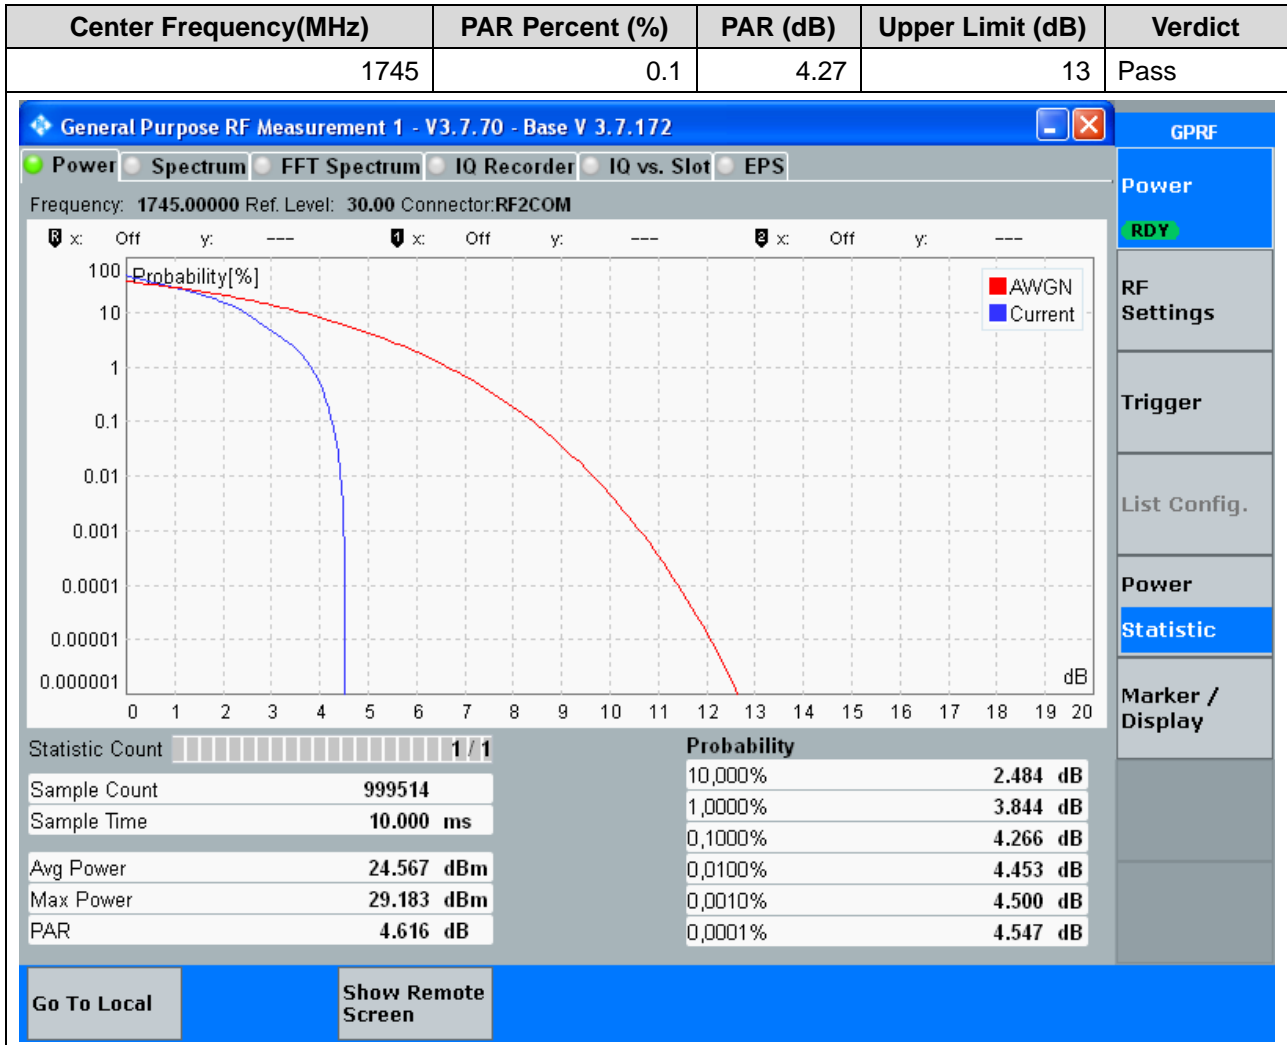 Center Frequency(MHz) PAR Percent (%) PAR (dB) Upper Limit (dB) Verdict
1745 0.1 4.27 13 Pass
General Purpose RF Measurement 1 - V3.7.70 - Base V 3.7.172
GPRF
Power Spectrum FFT Spectrum IQ Recorder IQ vs. Slot EPS
Power
RDY
Frequency: 1745.00000 Ref. Level: 30.00 Connector:RF2COM
R x: Off y: --- 1 x: Off y: --- 2 x: Off y: ---
Probability[%]
AWGN
Current
100
10
1
0.1
0.01
0.001
0.0001
0.00001
0.000001
dB
0 1 2 3 4 5 6 7 8 9 10 11 12 13 14 15 16 17 18 19 20
RF
Settings
Trigger
List Config.
Power
Statistic
Marker /
Display
Statistic Count 1 / 1
Sample Count 999514
Sample Time 10.000 ms
Avg Power 24.567 dBm
Max Power 29.183 dBm
PAR 4.616 dB
Probability
10,000% 2.484 dB
1,0000% 3.844 dB
0,1000% 4.266 dB
0,0100% 4.453 dB
0,0010% 4.500 dB
0,0001% 4.547 dB
Go To Local
Show Remote
Screen